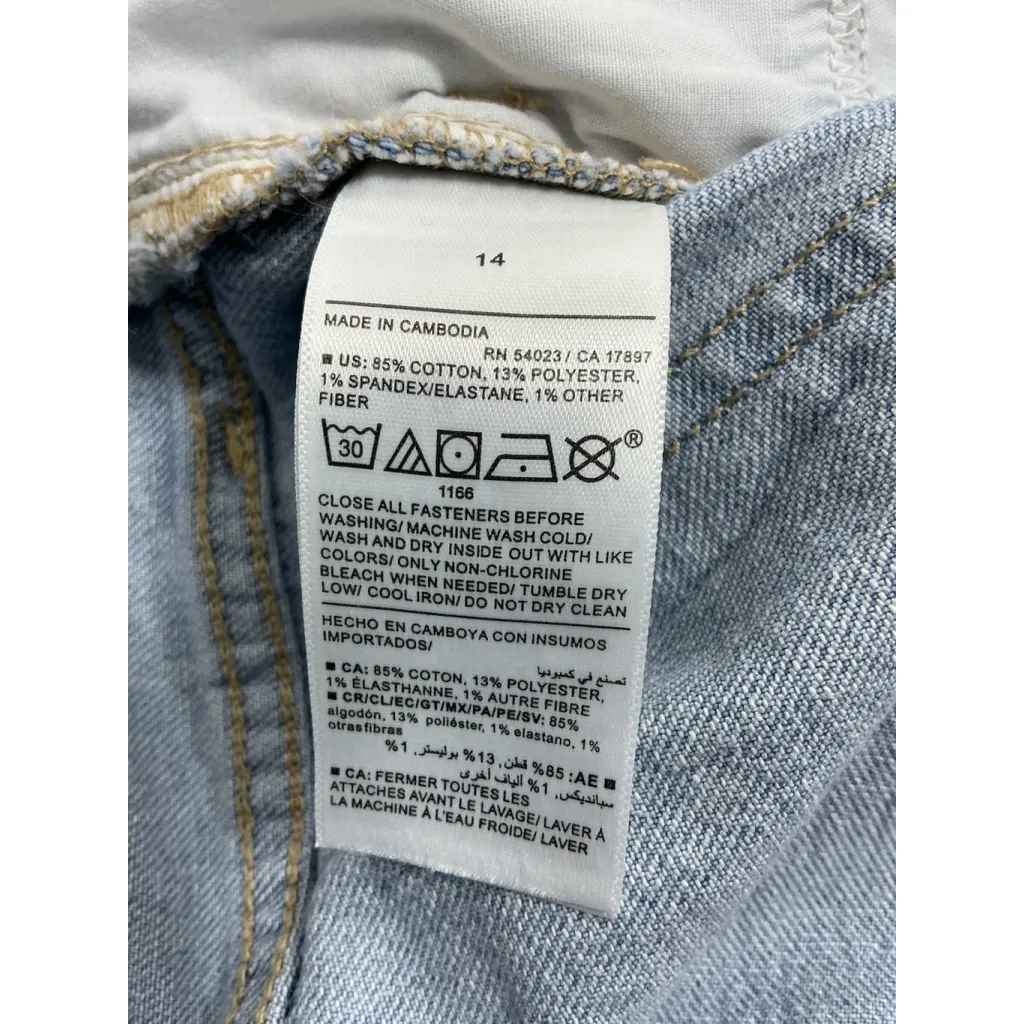 14
MADE IN CAMBODIA
RN 54023 / CA 17897
■ US: 85% COTTON, 13% POLYESTER,
1% SPANDEX/ELASTANE, 1% OTHER
FIBER
30
®
1166
CLOSE ALL FASTENERS BEFORE
WASHING/ MACHINE WASH COLD/
WASH AND DRY INSIDE OUT WITH LIKE
COLORS/ ONLY NON-CHLORINE
BLEACH WHEN NEEDED/ TUMBLE DRY
LOW/ COOL IRON/ DO NOT DRY CLEAN
HECHO EN CAMBOYA CON INSUMOS
IMPORTADOS/
تصنع في كمبوديا
■ CA: 85% COTON, 13% POLYESTER,
1% ÉLASTHANNE, 1% AUTRE FIBRE
■ CR/CL/EC/GT/MX/PA/PE/SV: 85%
algodón, 13% poliéster, 1% elastano, 1%
otrasfibras
■ AE: 85% قطن, 13% بوليستر, 1%
سبانديكس, 1% ألياف أخرى
■ CA: FERMER TOUTES LES
ATTACHES AVANT LE LAVAGE/ LAVER À
LA MACHINE À L'EAU FROIDE/ LAVER